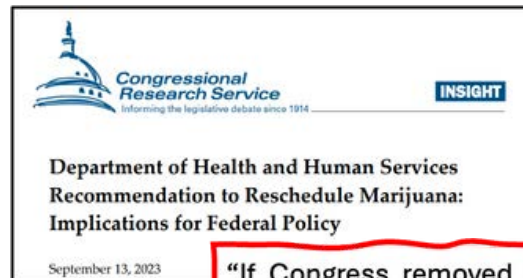 Congressional
Research Service
Informing the legislative debate since 1914
INSIGHT
Department of Health and Human Services
Recommendation to Reschedule Marijuana:
Implications for Federal Policy
September 13, 2023
“If Congress removed